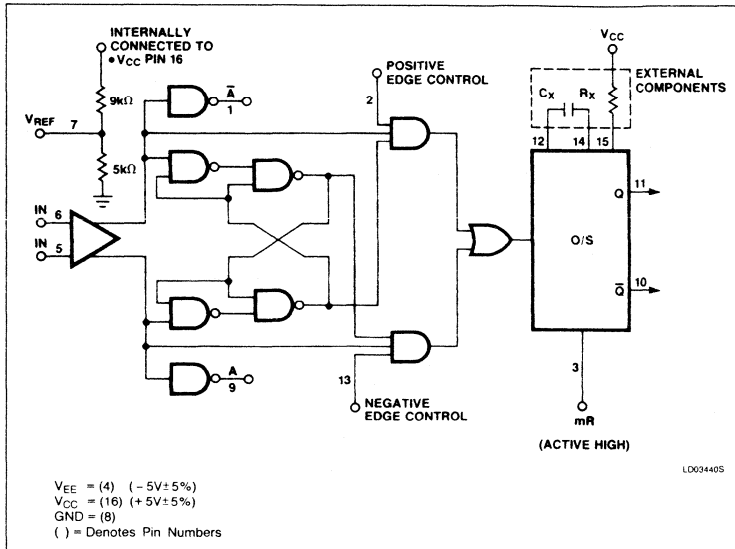 INTERNALLY
CONNECTED TO
• VCC PIN 16
9kΩ
VREF
7
5kΩ
IN
6
IN
5
Ā
1
A
9
POSITIVE
EDGE CONTROL
2
13
NEGATIVE
EDGE CONTROL
VCC
EXTERNAL
COMPONENTS
CX
RX
12
14
15
Q
11
O/S
Q̄
10
3
mR
(ACTIVE HIGH)
LD03440S
VEE = (4) (−5V±5%)
VCC = (16) (+5V±5%)
GND = (8)
( ) = Denotes Pin Numbers